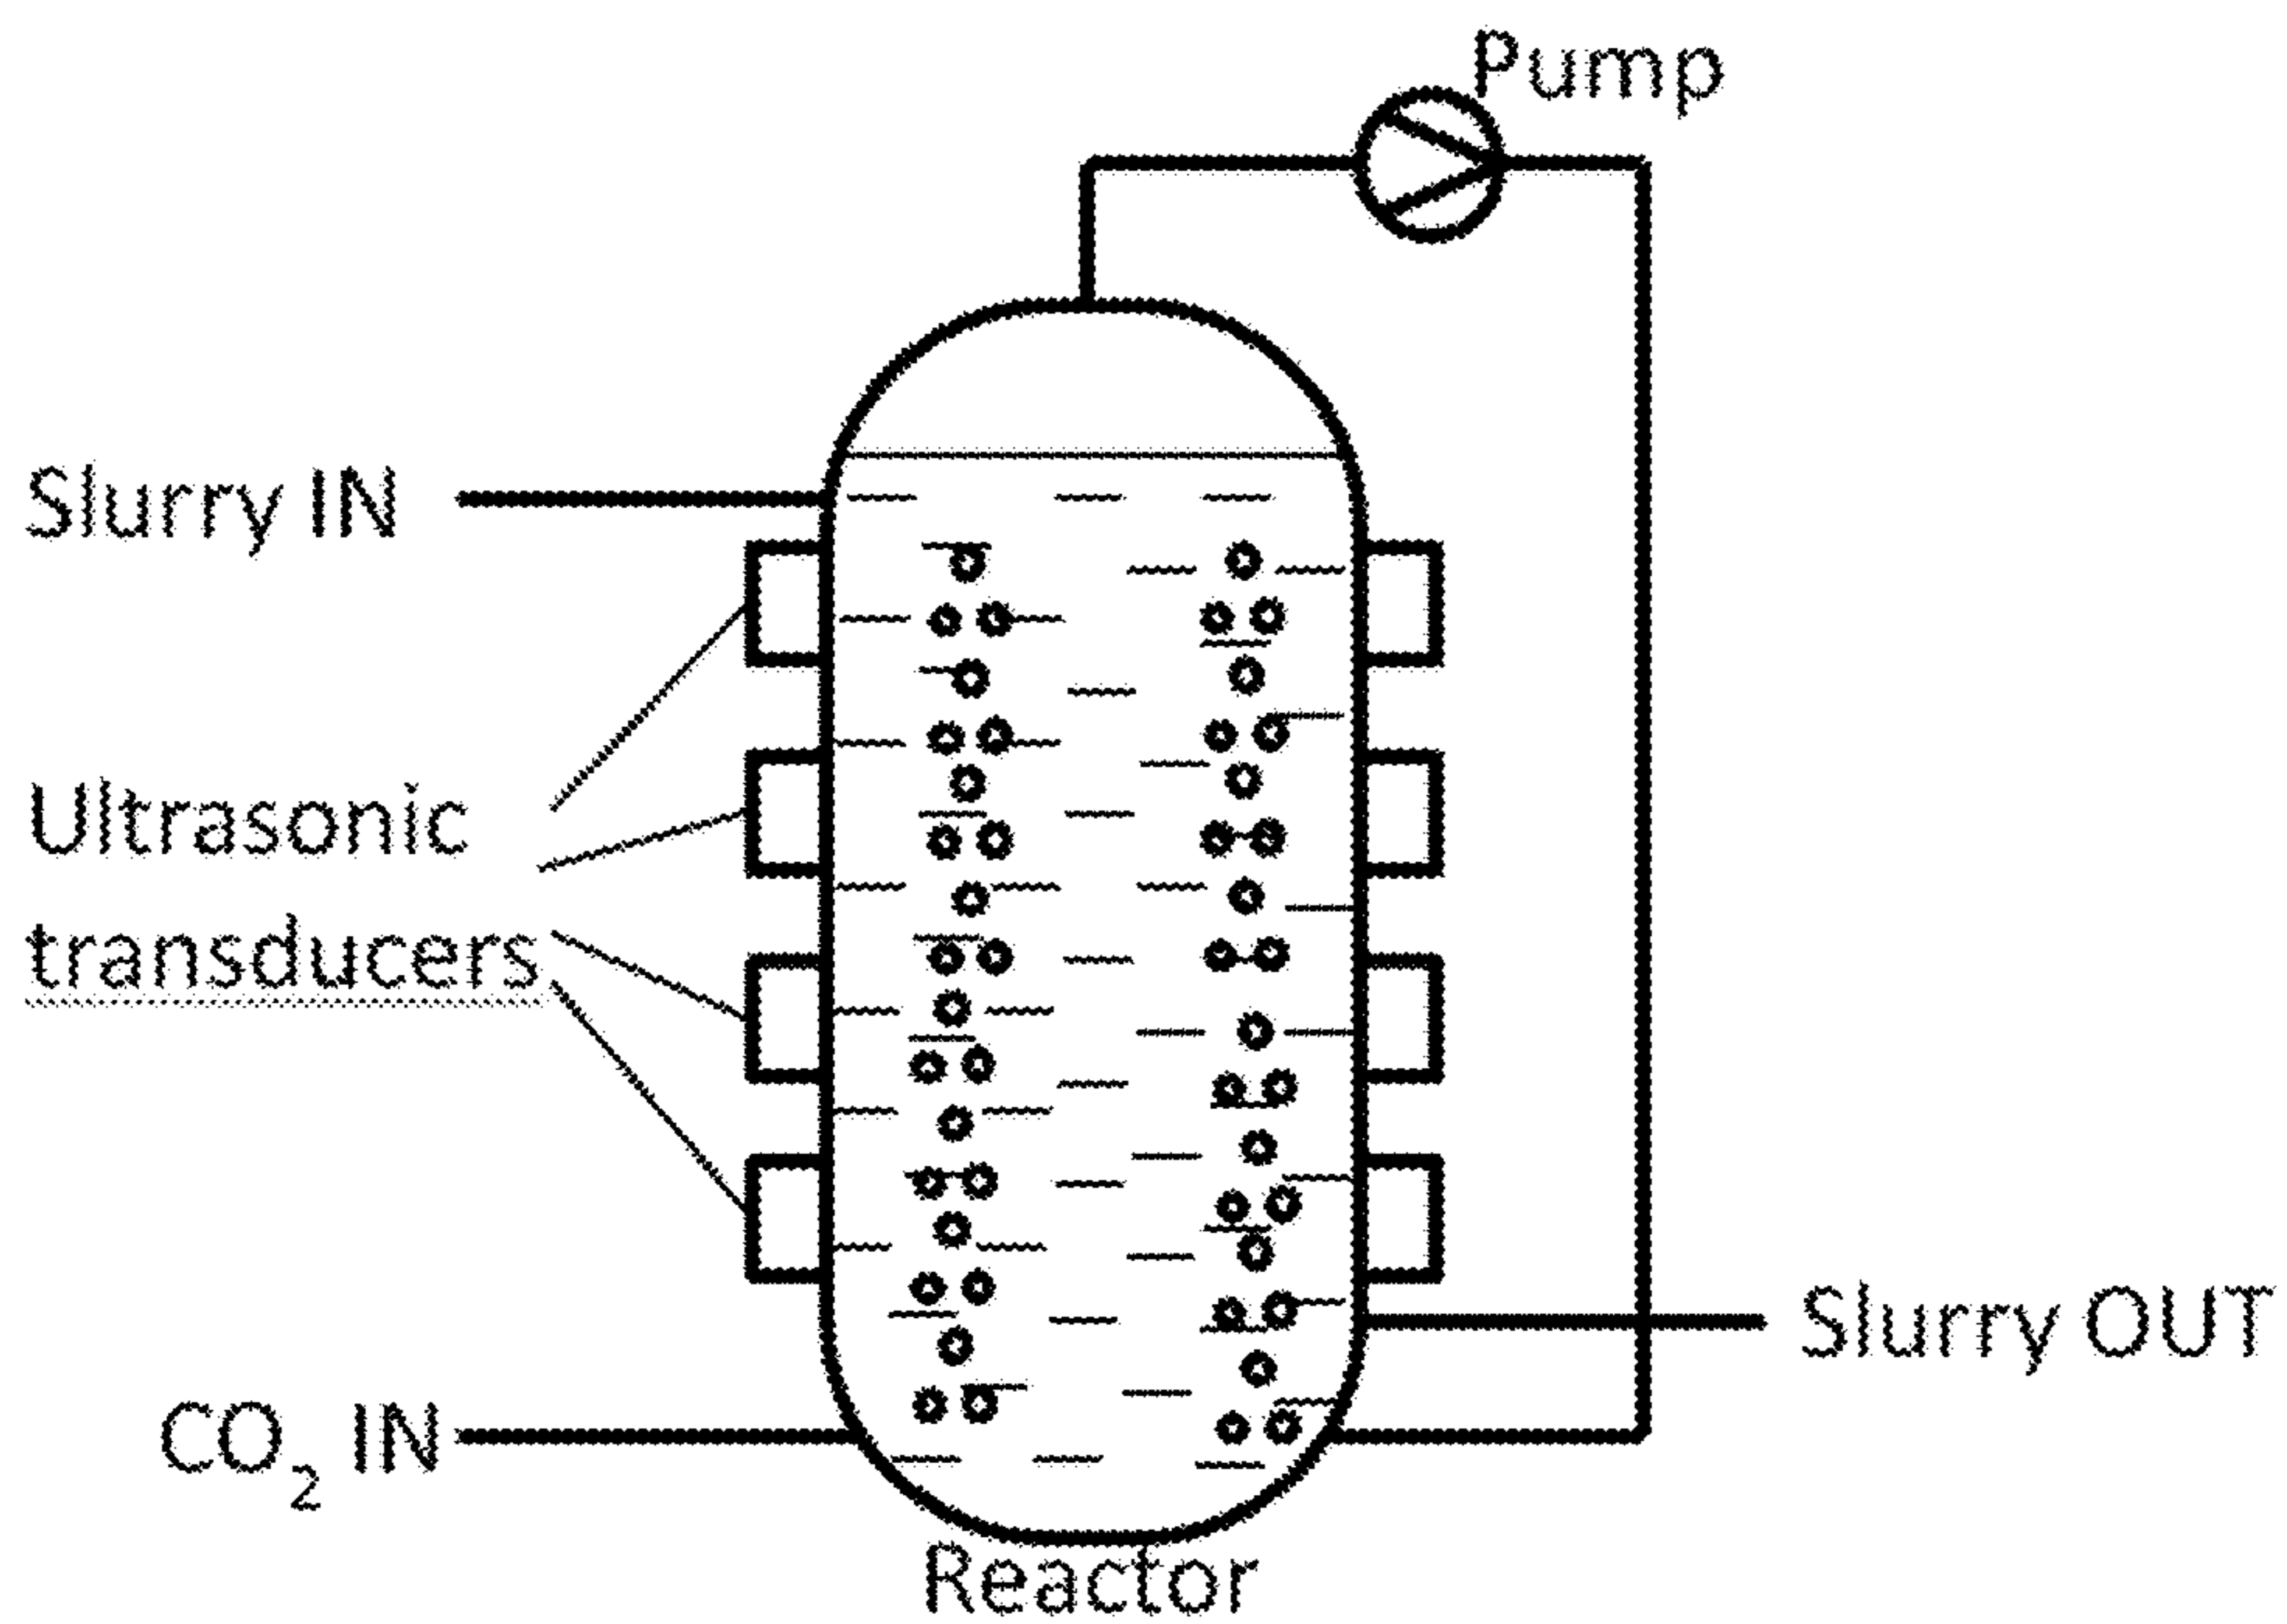 Pump
Slurry IN
Ultrasonic
transducers
Slurry OUT
CO₂ IN
Reactor